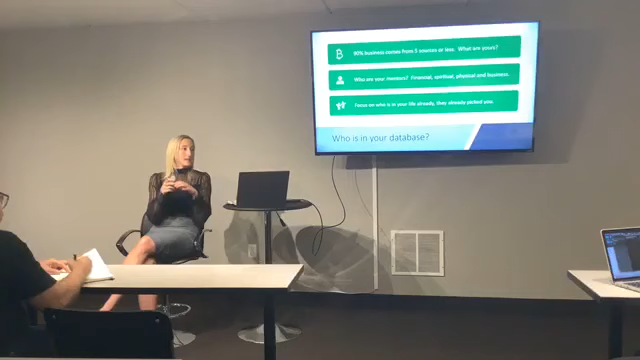 90% business comes from 5 sources or less. What are yours?
Who are your mentors? Financial, spiritual, physical and business.
Focus on who is in your life already, they already picked you.
Who is in your database?